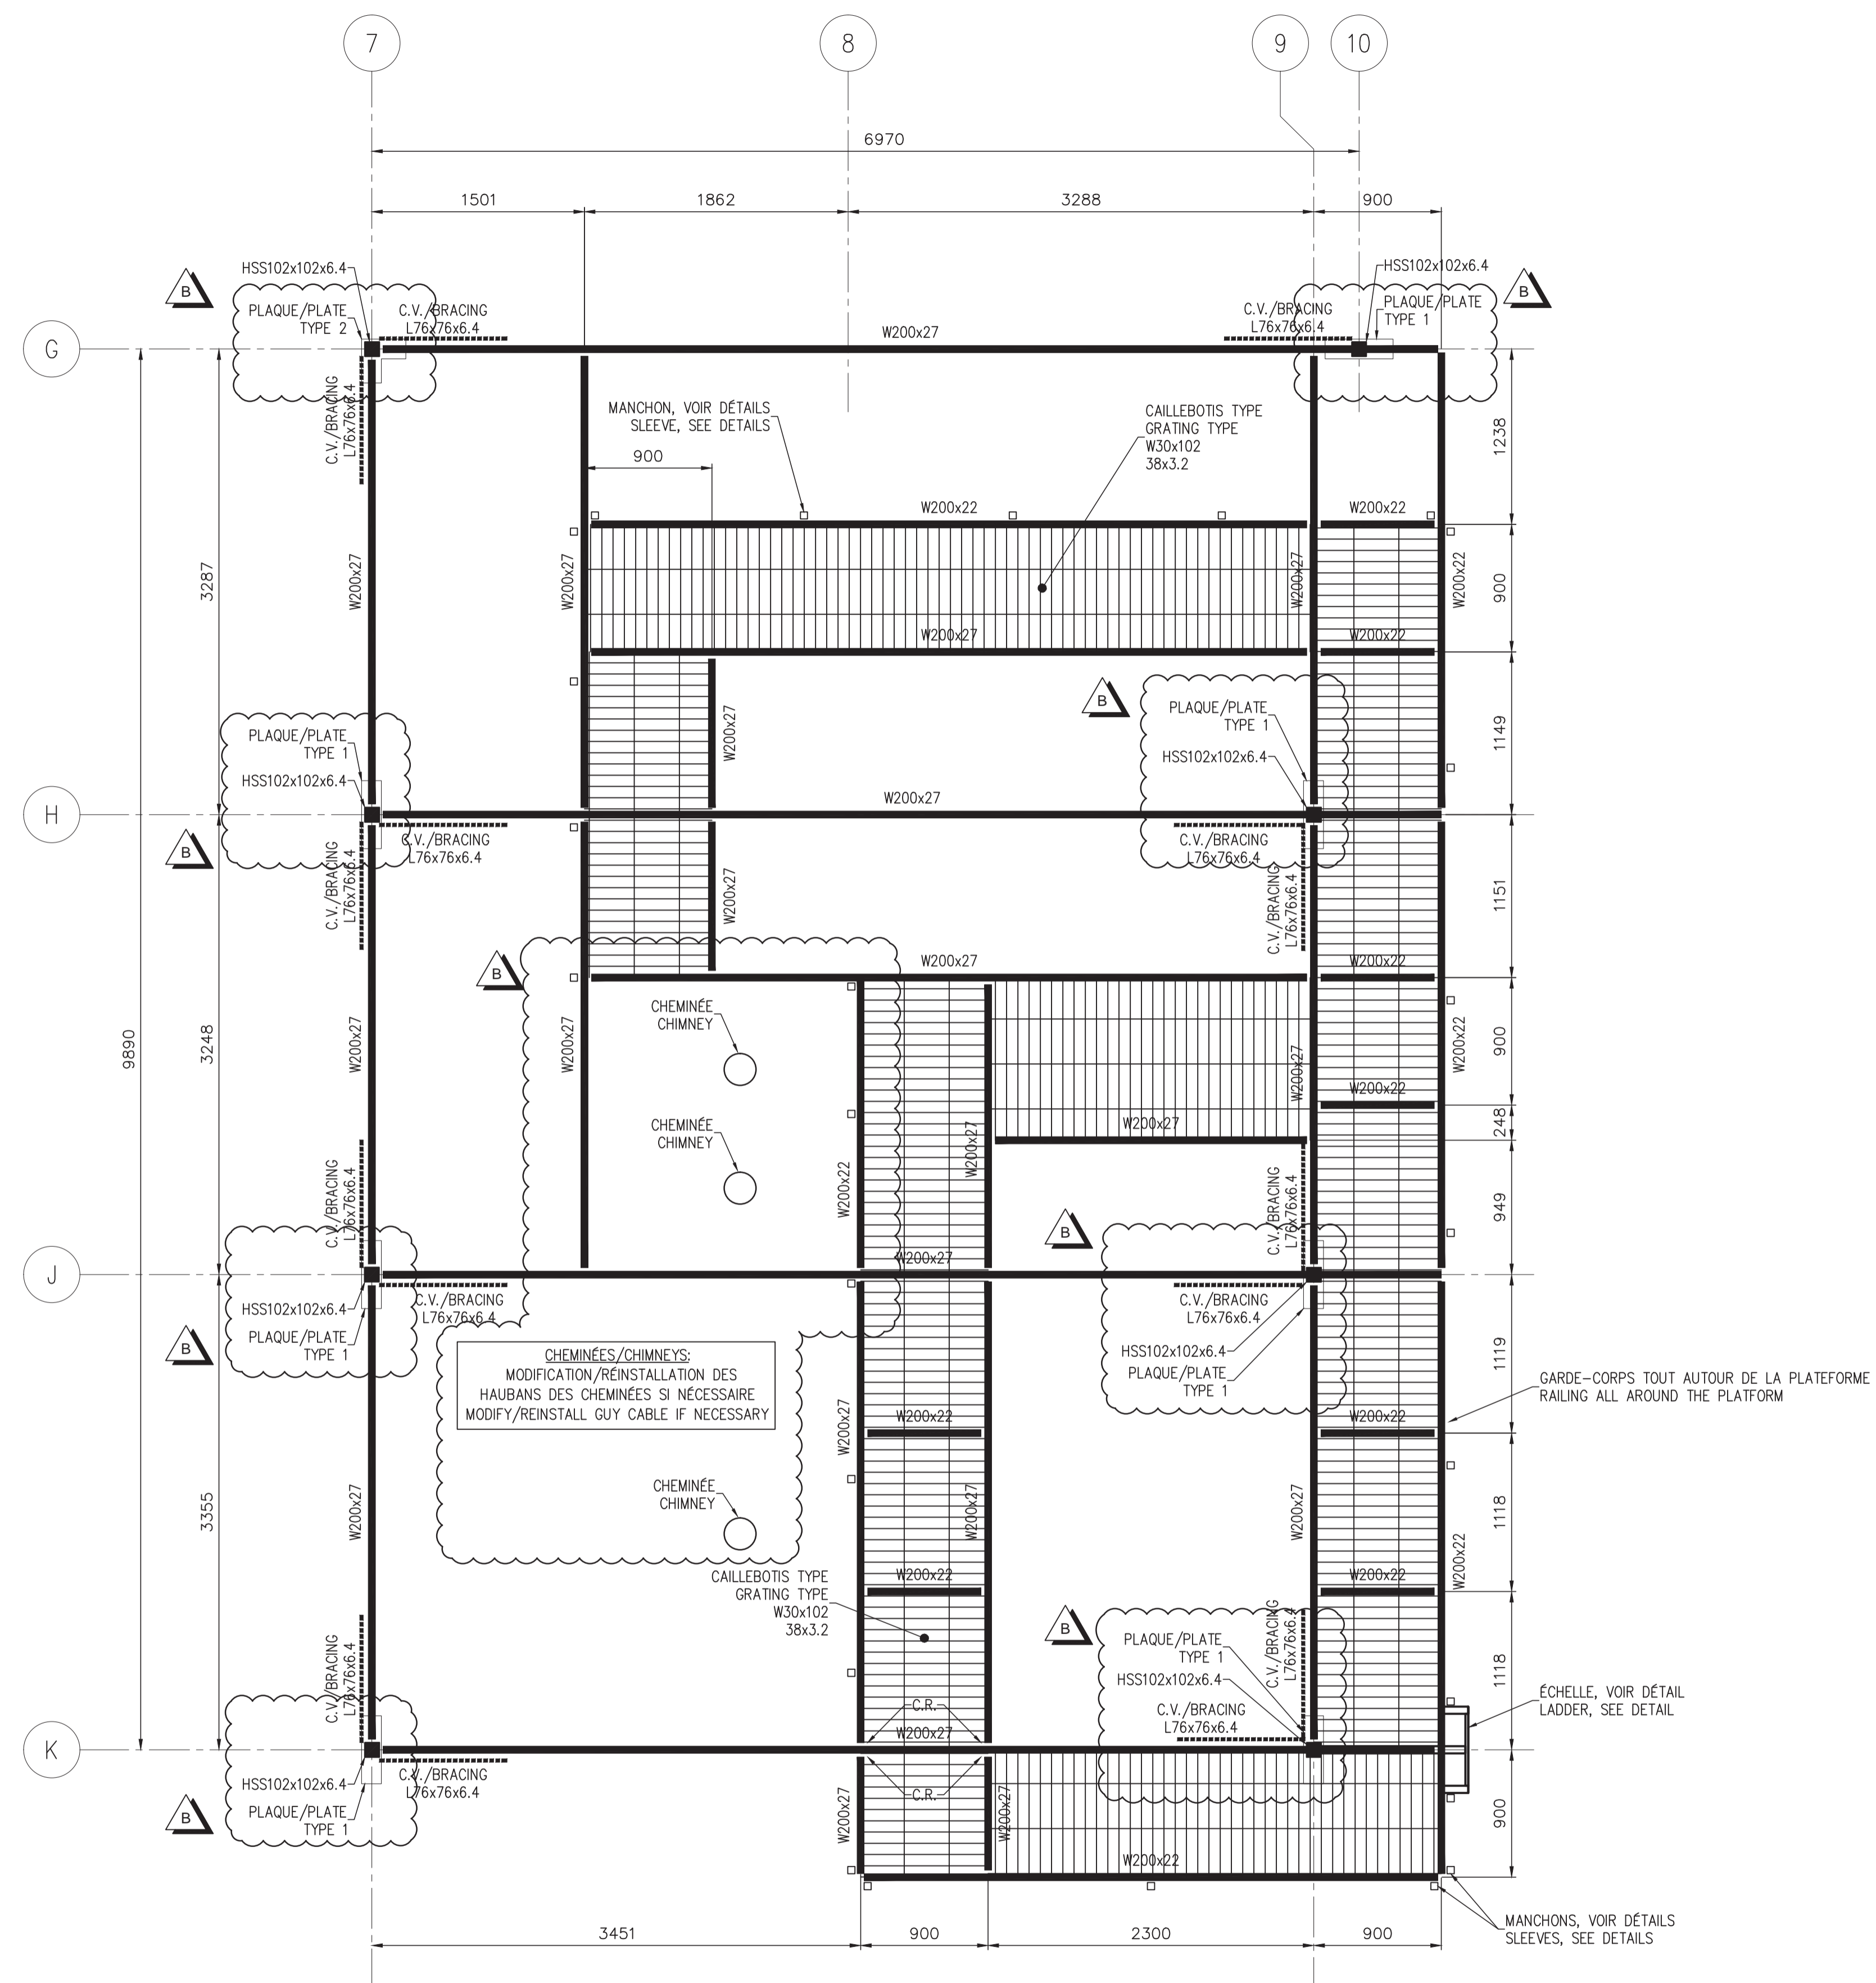 7
8
9
10
6970
1501
1862
3288
900
HSS102x102x6.4
B
PLAQUE/PLATE
TYPE 2
C.V./BRACING
L76x76x6.4
W200x27
C.V./BRACING
L76x76x6.4
HSS102x102x6.4
PLAQUE/PLATE
TYPE 1
B
G
C.V./BRACING
L76x76x6.4
MANCHON, VOIR DÉTAILS
SLEEVE, SEE DETAILS
900
CAILLEBOTIS TYPE
GRATING TYPE
W30x102
38x3.2
1238
W200x22
W200x22
3287
W200x27
W200x27
W200x27
W200x22
900
W200x27
W200x22
B
PLAQUE/PLATE
TYPE 1
HSS102x102x6.4
W200x27
PLAQUE/PLATE
TYPE 1
HSS102x102x6.4
1149
W200x27
H
B
C.V./BRACING
L76x76x6.4
C.V./BRACING
L76x76x6.4
C.V./BRACING
L76x76x6.4
C.V./BRACING
L76x76x6.4
W200x27
1151
B
W200x27
W200x22
CHEMINÉE
CHIMNEY
9890
3248
W200x27
W200x27
W200x27
W200x22
900
W200x22
CHEMINÉE
CHIMNEY
W200x27
248
W200x27
W200x22
C.V./BRACING
L76x76x6.4
C.V./BRACING
L76x76x6.4
949
B
W200x27
J
HSS102x102x6.4
C.V./BRACING
L76x76x6.4
C.V./BRACING
L76x76x6.4
B
PLAQUE/PLATE
TYPE 1
HSS102x102x6.4
PLAQUE/PLATE
TYPE 1
1119
CHEMINÉES/CHIMNEYS:
MODIFICATION/RÉINSTALLATION DES
HAUBANS DES CHEMINÉES SI NÉCESSAIRE
MODIFY/REINSTALL GUY CABLE IF NECESSARY
GARDE-CORPS TOUT AUTOUR DE LA PLATEFORME
RAILING ALL AROUND THE PLATFORM
W200x27
W200x22
W200x22
3355
W200x27
CHEMINÉE
CHIMNEY
W200x27
W200x27
1118
W200x22
CAILLEBOTIS TYPE
GRATING TYPE
W30x102
38x3.2
W200x22
W200x22
C.V./BRACING
L76x76x6.4
B
PLAQUE/PLATE
TYPE 1
HSS102x102x6.4
C.V./BRACING
L76x76x6.4
1118
C.V./BRACING
L76x76x6.4
ÉCHELLE, VOIR DÉTAIL
LADDER, SEE DETAIL
C.R.
W200x27
K
HSS102x102x6.4
C.V./BRACING
L76x76x6.4
C.R.
B
PLAQUE/PLATE
TYPE 1
W200x27
W200x27
900
W200x22
3451
900
2300
900
MANCHONS, VOIR DÉTAILS
SLEEVES, SEE DETAILS